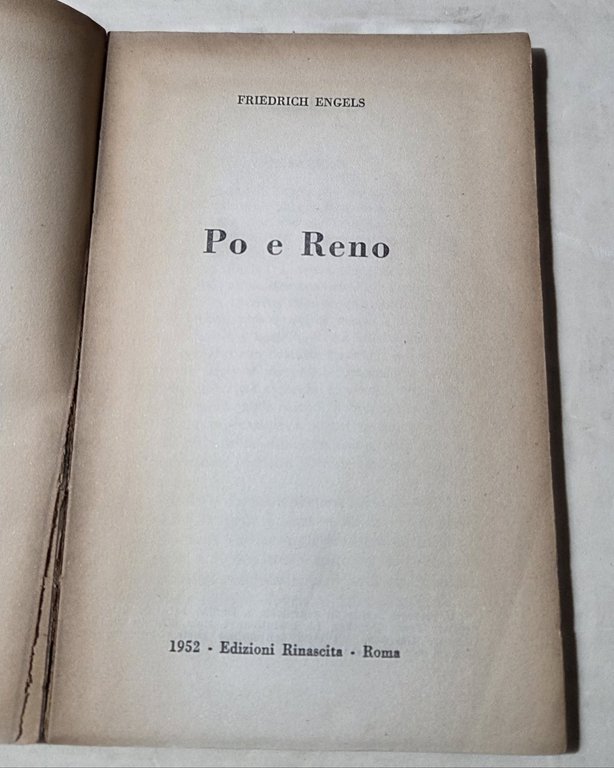 FRIEDRICH ENGELS
Po e Reno
1952 - Edizioni Rinascita - Roma